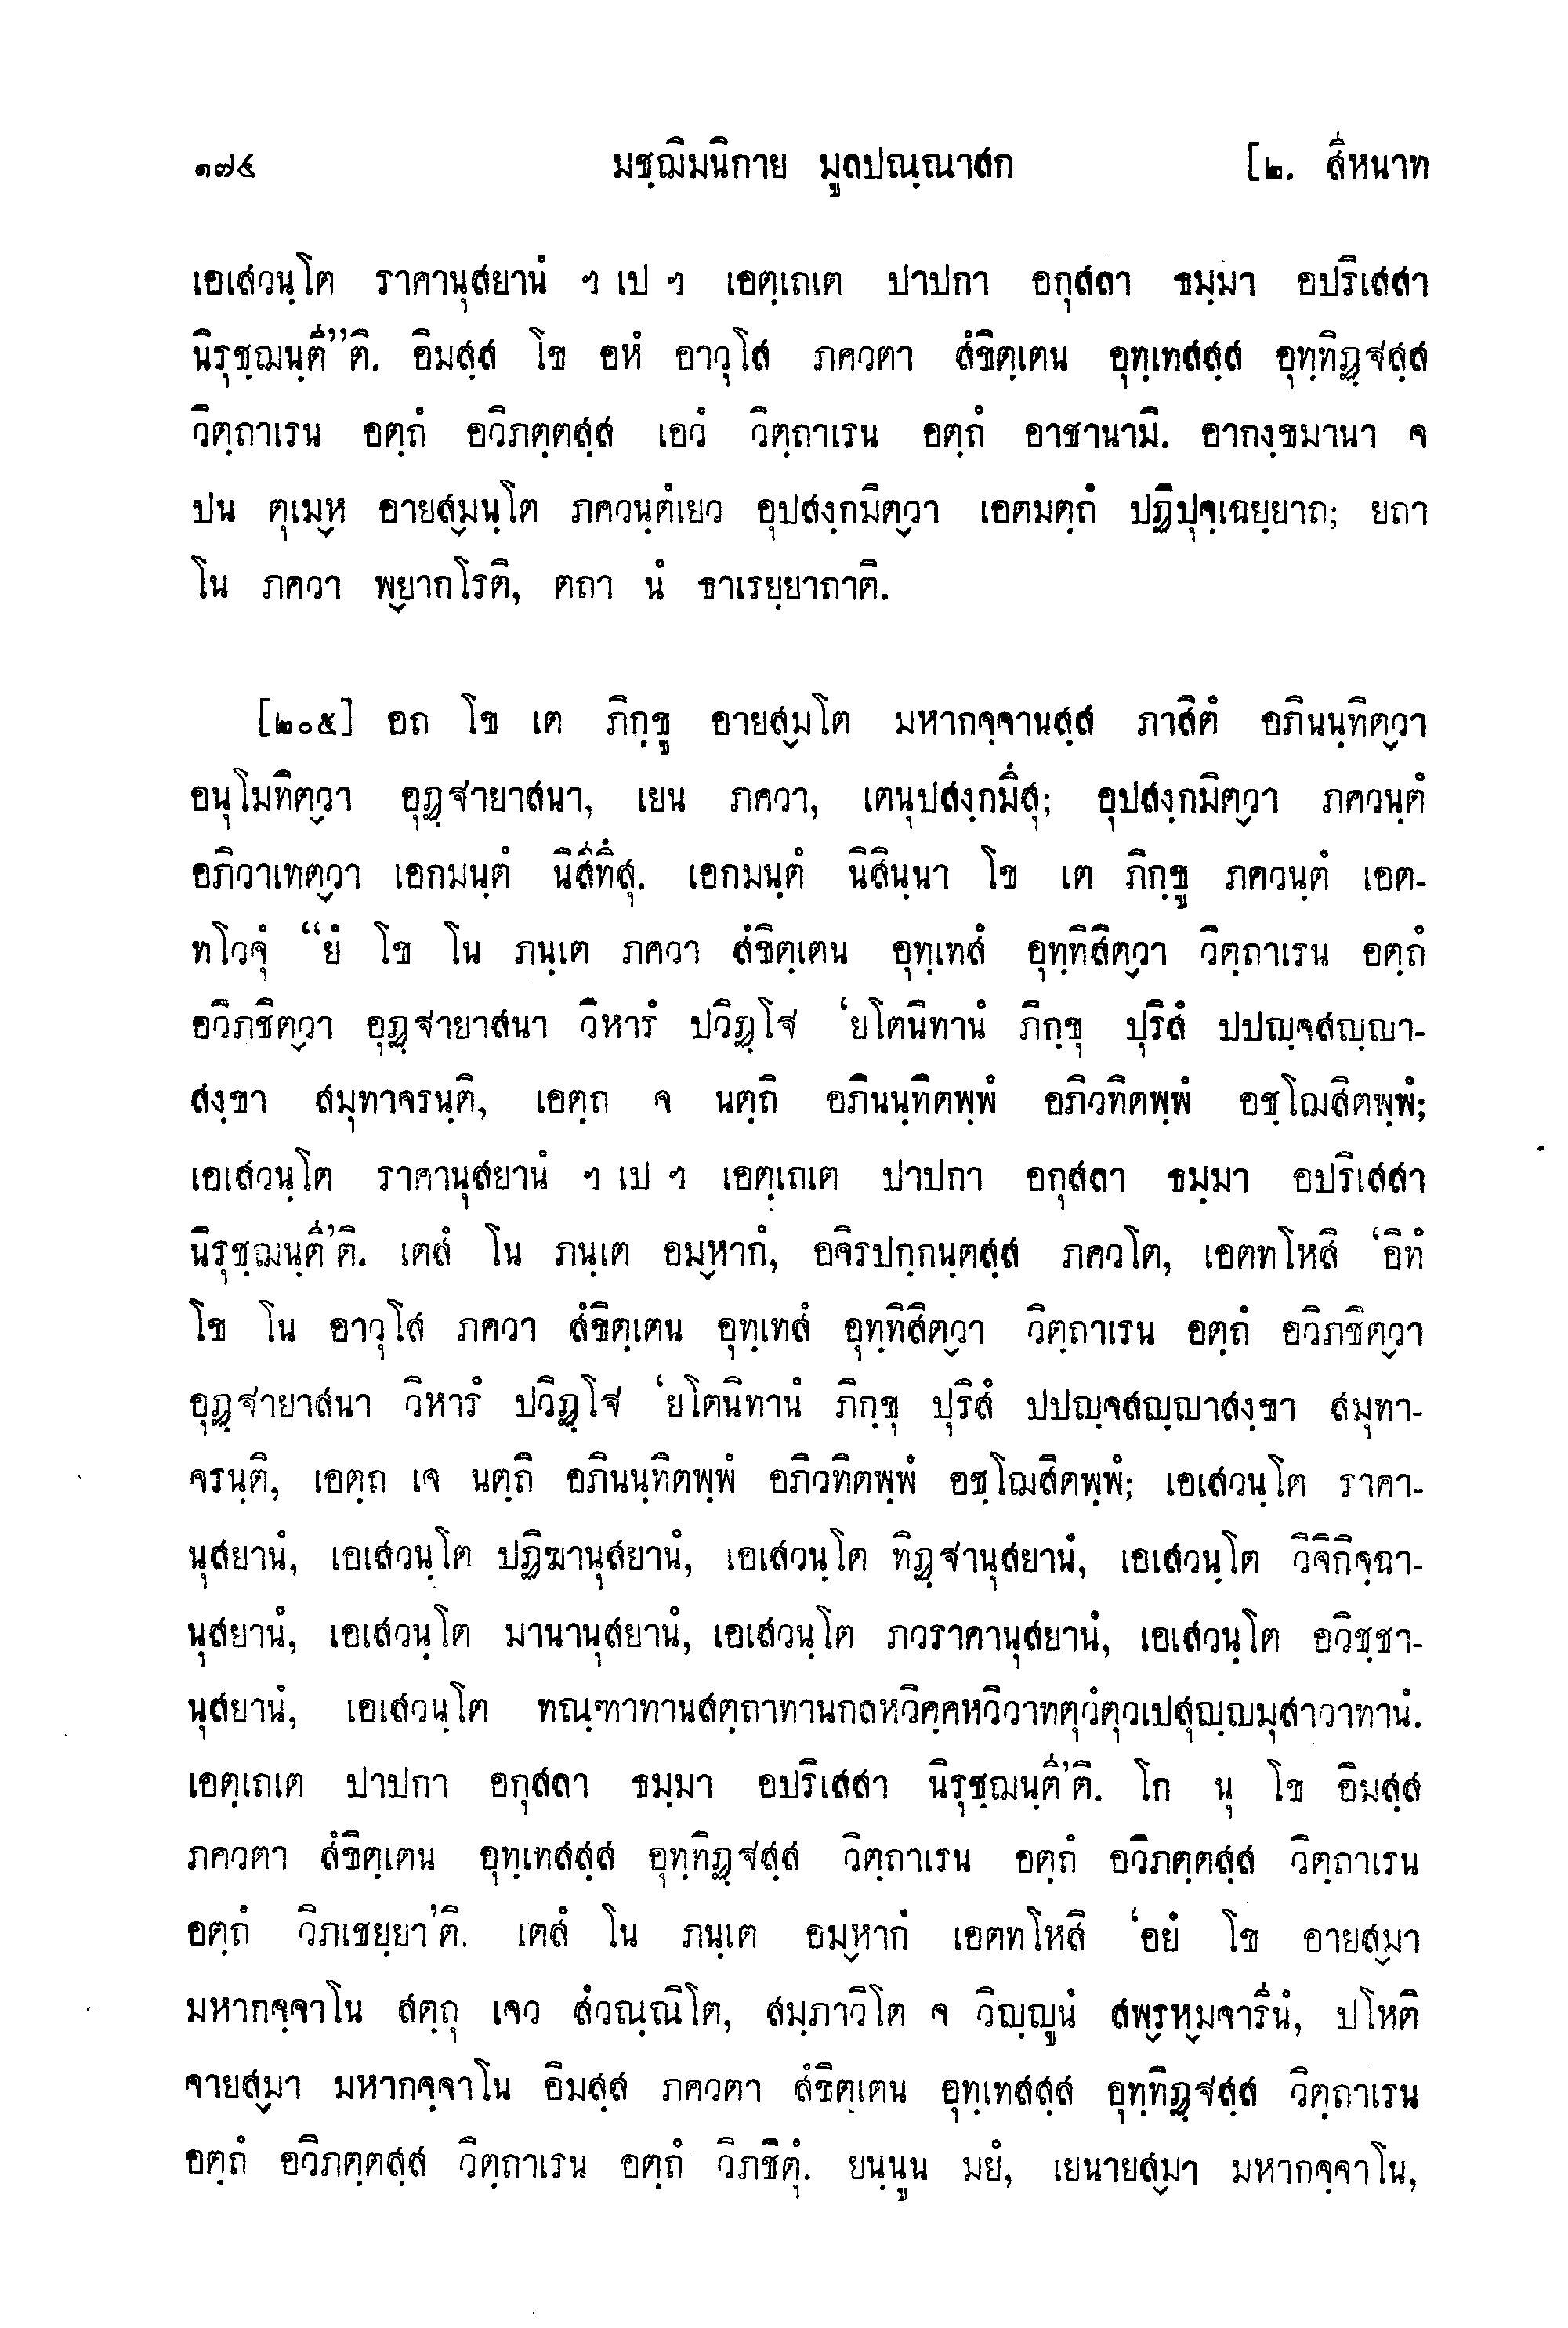 ๑๗๔ มชฺฌิมนิกาย มูลปณฺณาสก [๒. สีหนาท
เอเสวนฺโต ราคานุสยานํ ฯ เป ฯ เอตฺเถเต ปาปกา อกุสลา ธมฺมา อปริเสสา
นิรุชฺฌนฺตี”ติ. อิมสฺส โข อหํ อาวุโส ภควตา สํขิตฺเตน อุทฺเทสสฺส อุทฺทิฏฺฐสฺส
วิตฺถาเรน อตฺถํ อวิภตฺตสฺส เอวํ วิตฺถาเรน อตฺถํ อาชานามิ. อากงฺขมานา จ
ปน ตุเมฺห อายสฺมนฺโต ภควนฺตํเยว อุปสงฺกมิตฺวา เอตมตฺถํ ปฏิปุจฺเฉยฺยาถ; ยถา
โน ภควา พฺยากโรติ, ตถา นํ ธาเรยฺยาถาติ.
[๒๐๕] อถ โข เต ภิกฺขู อายสฺมโต มหากจฺจานสฺส ภาสิตํ อภินนฺทิตฺวา
อนุโมทิตฺวา อุฏฺฐายาสนา, เยน ภควา, เตนุปสงฺกมึสุ; อุปสงฺกมิตฺวา ภควนฺตํ
อภิวาเทตฺวา เอกมนฺตํ นิสีทึสุ. เอกมนฺตํ นิสินฺนา โข เต ภิกฺขู ภควนฺตํ เอต-
ทโวจุํ “ยํ โข โน ภนฺเต ภควา สํขิตฺเตน อุทฺเทสํ อุทฺทิสิตฺวา วิตฺถาเรน อตฺถํ
อวิภชิตฺวา อุฏฺฐายาสนา วิหารํ ปวิฏฺโฐ ‘ยโตนิทานํ ภิกฺขุ ปุริสํ ปปญฺจสญฺญา-
สงฺขา สมุทาจรนฺติ, เอตฺถ จ นตฺถิ อภินนฺทิตพฺพํ อภิวทิตพฺพํ อชฺโฌสิตพฺพํ;
เอเสวนฺโต ราคานุสยานํ ฯ เป ฯ เอตฺเถเต ปาปกา อกุสลา ธมฺมา อปริเสสา
นิรุชฺฌนฺตี’ติ. เตสํ โน ภนฺเต อมฺหากํ, อจิรปกฺกนฺตสฺส ภควโต, เอตทโหสิ ‘อิทํ
โข โน อาวุโส ภควา สํขิตฺเตน อุทฺเทสํ อุทฺทิสิตฺวา วิตฺถาเรน อตฺถํ อวิภชิตฺวา
อุฏฺฐายาสนา วิหารํ ปวิฏฺโฐ ‘ยโตนิทานํ ภิกฺขุ ปุริสํ ปปญฺจสญฺญาสงฺขา สมุทา-
จรนฺติ, เอตฺถ เจ นตฺถิ อภินนฺทิตพฺพํ อภิวทิตพฺพํ อชฺโฌสิตพฺพํ; เอเสวนฺโต ราคา-
นุสยานํ, เอเสวนฺโต ปฏิฆานุสยานํ, เอเสวนฺโต ทิฏฺฐานุสยานํ, เอเสวนฺโต วิจิกิจฺฉา-
นุสยานํ, เอเสวนฺโต มานานุสยานํ, เอเสวนฺโต ภวราคานุสยานํ, เอเสวนฺโต อวิชฺชา-
นุสยานํ, เอเสวนฺโต ทณฺฑาทานสตฺถาทานกลหวิคฺคหวิวาทตุวํตุวเปสุญฺญมุสาวาทานํ.
เอตฺเถเต ปาปกา อกุสลา ธมฺมา อปริเสสา นิรุชฺฌนฺตี’ติ. โก นุ โข อิมสฺส
ภควตา สํขิตฺเตน อุทฺเทสสฺส อุทฺทิฏฺฐสฺส วิตฺถาเรน อตฺถํ อวิภตฺตสฺส วิตฺถาเรน
อตฺถํ วิภเชยฺยา’ติ. เตสํ โน ภนฺเต อมฺหากํ เอตทโหสิ ‘อยํ โข อายสฺมา
มหากจฺจาโน สตฺถุ เจว สํวณฺณิโต, สมฺภาวิโต จ วิญฺญูนํ สพฺรหฺมจารีนํ, ปโหติ
จายสฺมา มหากจฺจาโน อิมสฺส ภควตา สํขิตฺเตน อุทฺเทสสฺส อุทฺทิฏฺฐสฺส วิตฺถาเรน
อตฺถํ อวิภตฺตสฺส วิตฺถาเรน อตฺถํ วิภชิตุํ. ยนฺนูน มยํ, เยนายสฺมา มหากจฺจาโน,